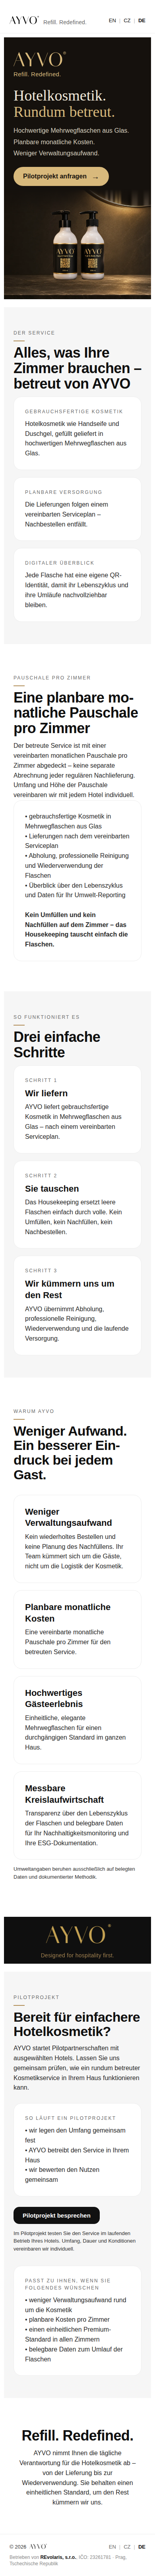 AYVO® Refill. Redefined. EN | CZ | DE
AYVO®
Refill. Redefined.
Hotelkosmetik.
Rundum betreut.
Hochwertige Mehrwegflaschen aus Glas.
Planbare monatliche Kosten.
Weniger Verwaltungsaufwand.
Pilotprojekt anfragen →
DER SERVICE
Alles, was Ihre
Zimmer brauchen –
betreut von AYVO
GEBRAUCHSFERTIGE KOSMETIK
Hotelkosmetik wie Handseife und
Duschgel, gefüllt geliefert in
hochwertigen Mehrwegflaschen aus
Glas.
PLANBARE VERSORGUNG
Die Lieferungen folgen einem
vereinbarten Serviceplan –
Nachbestellen entfällt.
DIGITALER ÜBERBLICK
Jede Flasche hat eine eigene QR-
Identität, damit ihr Lebenszyklus und
ihre Umläufe nachvollziehbar
bleiben.
PAUSCHALE PRO ZIMMER
Eine planbare mo-
natliche Pauschale
pro Zimmer
Der betreute Service ist mit einer
vereinbarten monatlichen Pauschale pro
Zimmer abgedeckt – keine separate
Abrechnung jeder regulären Nachlieferung.
Umfang und Höhe der Pauschale
vereinbaren wir mit jedem Hotel individuell.
• gebrauchsfertige Kosmetik in
Mehrwegflaschen aus Glas
• Lieferungen nach dem vereinbarten
Serviceplan
• Abholung, professionelle Reinigung
und Wiederverwendung der
Flaschen
• Überblick über den Lebenszyklus
und Daten für Ihr Umwelt-Reporting
Kein Umfüllen und kein
Nachfüllen auf dem Zimmer – das
Housekeeping tauscht einfach die
Flaschen.
SO FUNKTIONIERT ES
Drei einfache
Schritte
SCHRITT 1
Wir liefern
AYVO liefert gebrauchsfertige
Kosmetik in Mehrwegflaschen aus
Glas – nach einem vereinbarten
Serviceplan.
SCHRITT 2
Sie tauschen
Das Housekeeping ersetzt leere
Flaschen einfach durch volle. Kein
Umfüllen, kein Nachfüllen, kein
Nachbestellen.
SCHRITT 3
Wir kümmern uns um
den Rest
AYVO übernimmt Abholung,
professionelle Reinigung,
Wiederverwendung und die laufende
Versorgung.
WARUM AYVO
Weniger Aufwand.
Ein besserer Ein-
druck bei jedem
Gast.
Weniger
Verwaltungsaufwand
Kein wiederholtes Bestellen und
keine Planung des Nachfüllens. Ihr
Team kümmert sich um die Gäste,
nicht um die Logistik der Kosmetik.
Planbare monatliche
Kosten
Eine vereinbarte monatliche
Pauschale pro Zimmer für den
betreuten Service.
Hochwertiges
Gästeerlebnis
Einheitliche, elegante
Mehrwegflaschen für einen
durchgängigen Standard im ganzen
Haus.
Messbare
Kreislaufwirtschaft
Transparenz über den Lebenszyklus
der Flaschen und belegbare Daten
für Ihr Nachhaltigkeitsmonitoring und
Ihre ESG-Dokumentation.
Umweltangaben beruhen ausschließlich auf belegten
Daten und dokumentierter Methodik.
AYVO®
Designed for hospitality first.
PILOTPROJEKT
Bereit für einfachere
Hotelkosmetik?
AYVO startet Pilotpartnerschaften mit
ausgewählten Hotels. Lassen Sie uns
gemeinsam prüfen, wie ein rundum betreuter
Kosmetikservice in Ihrem Haus funktionieren
kann.
SO LÄUFT EIN PILOTPROJEKT
• wir legen den Umfang gemeinsam
fest
• AYVO betreibt den Service in Ihrem
Haus
• wir bewerten den Nutzen
gemeinsam
Pilotprojekt besprechen
Im Pilotprojekt testen Sie den Service im laufenden
Betrieb Ihres Hotels. Umfang, Dauer und Konditionen
vereinbaren wir individuell.
PASST ZU IHNEN, WENN SIE
FOLGENDES WÜNSCHEN
• weniger Verwaltungsaufwand rund
um die Kosmetik
• planbare Kosten pro Zimmer
• einen einheitlichen Premium-
Standard in allen Zimmern
• belegbare Daten zum Umlauf der
Flaschen
Refill. Redefined.
AYVO nimmt Ihnen die tägliche
Verantwortung für die Hotelkosmetik ab –
von der Lieferung bis zur
Wiederverwendung. Sie behalten einen
einheitlichen Standard, um den Rest
kümmern wir uns.
© 2026 AYVO® EN | CZ | DE
Betrieben von REvolaris, s.r.o. · IČO: 23281791 · Prag,
Tschechische Republik